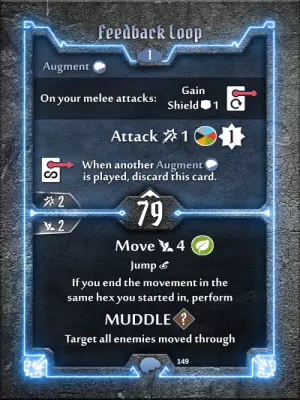 Feedback Loop
1
Augment
On your melee attacks: Gain
Shield 1
Attack 1 1
When another Augment
is played, discard this card.
2
79
2
Move 4
Jump
If you end the movement in the
same hex you started in, perform
MUDDLE ?
Target all enemies moved through
149